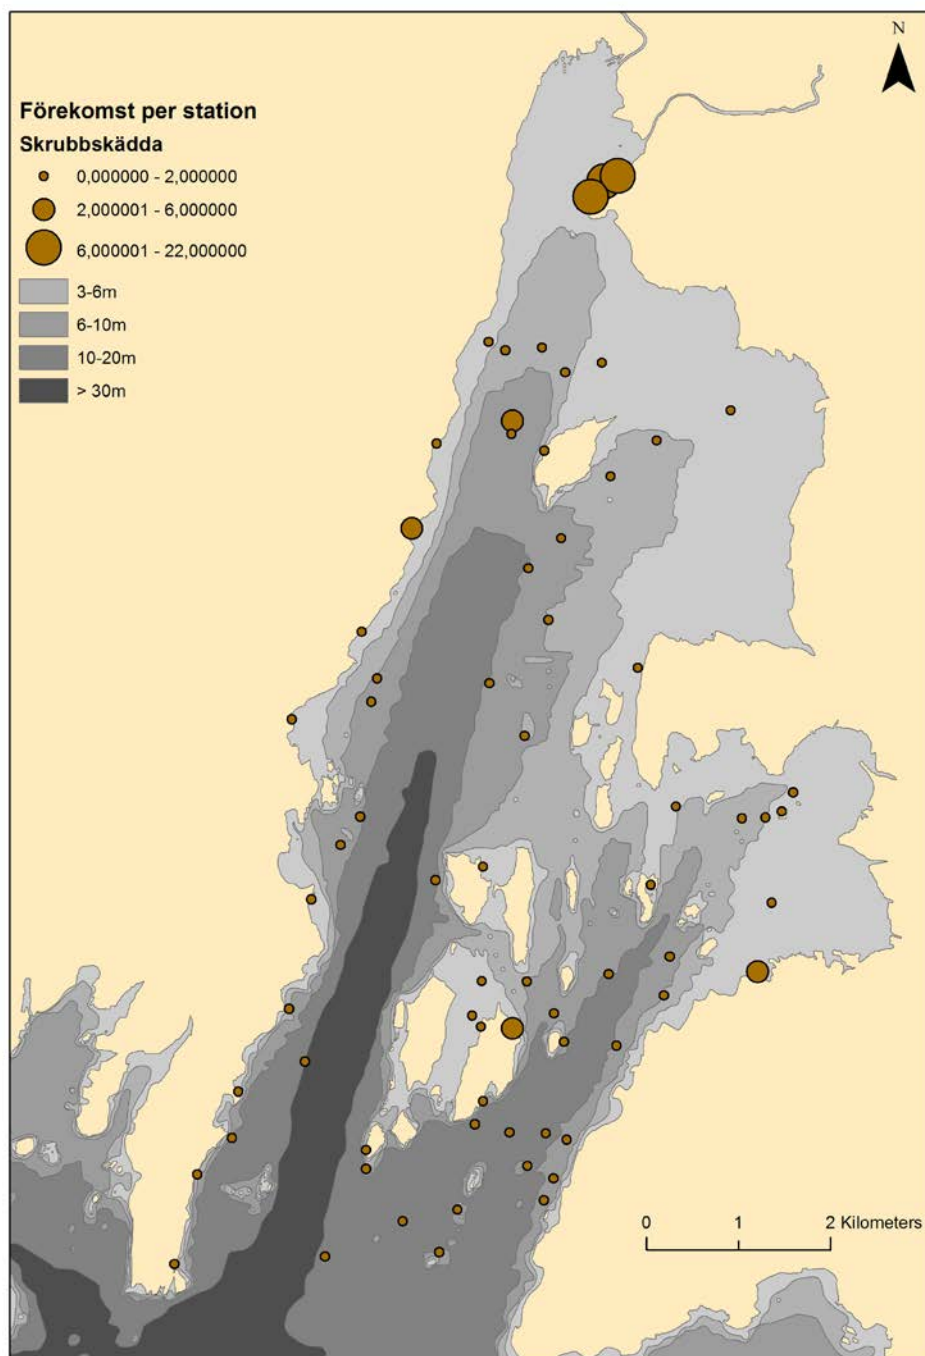 N
Förekomst per station
Skrubbskädda
0,000000 - 2,000000
2,000001 - 6,000000
6,000001 - 22,000000
3-6m
6-10m
10-20m
> 30m
0 1 2 Kilometers